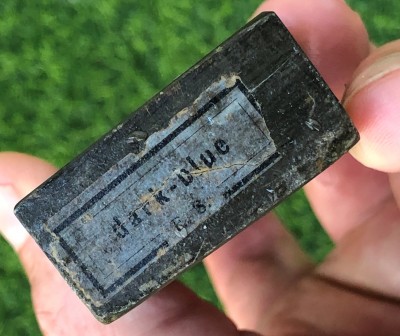 dark-blue
G. S.